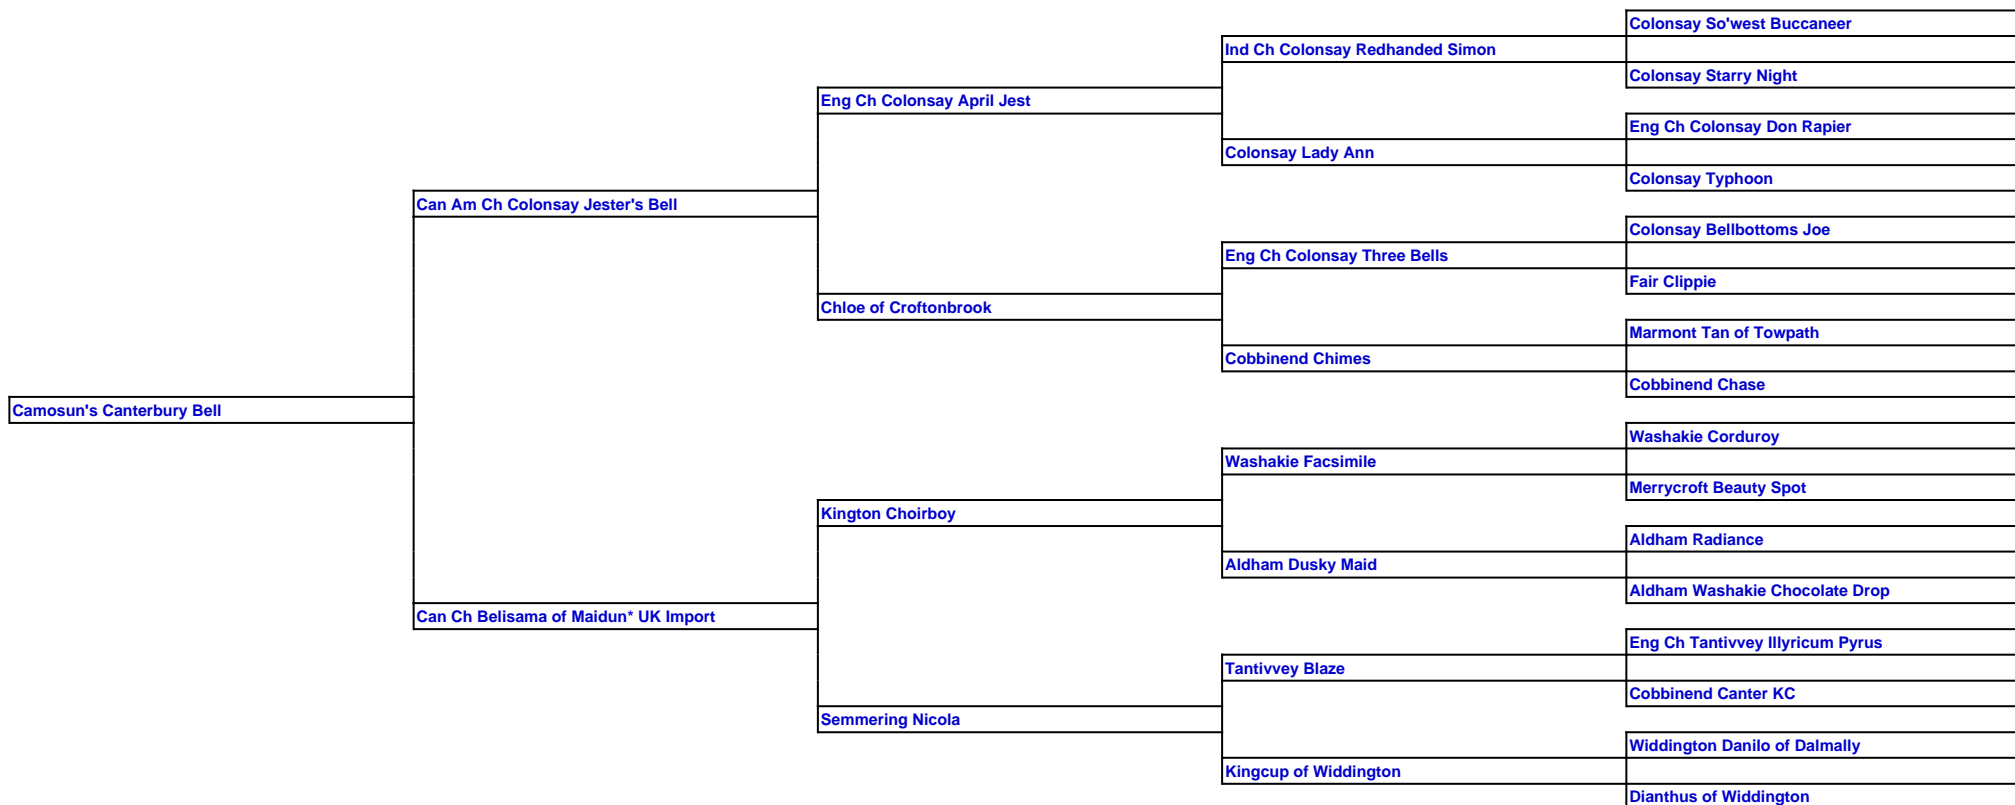 Colonsay So'west Buccaneer
Ind Ch Colonsay Redhanded Simon
Colonsay Starry Night
Eng Ch Colonsay April Jest
Eng Ch Colonsay Don Rapier
Colonsay Lady Ann
Colonsay Typhoon
Can Am Ch Colonsay Jester's Bell
Colonsay Bellbottoms Joe
Eng Ch Colonsay Three Bells
Fair Clippie
Chloe of Croftonbrook
Marmont Tan of Towpath
Cobbinend Chimes
Cobbinend Chase
Camosun's Canterbury Bell
Washakie Corduroy
Washakie Facsimile
Merrycroft Beauty Spot
Kington Choirboy
Aldham Radiance
Aldham Dusky Maid
Aldham Washakie Chocolate Drop
Can Ch Belisama of Maidun* UK Import
Eng Ch Tantivvey Illyricum Pyrus
Tantivvey Blaze
Cobbinend Canter KC
Semmering Nicola
Widdington Danilo of Dalmally
Kingcup of Widdington
Dianthus of Widdington